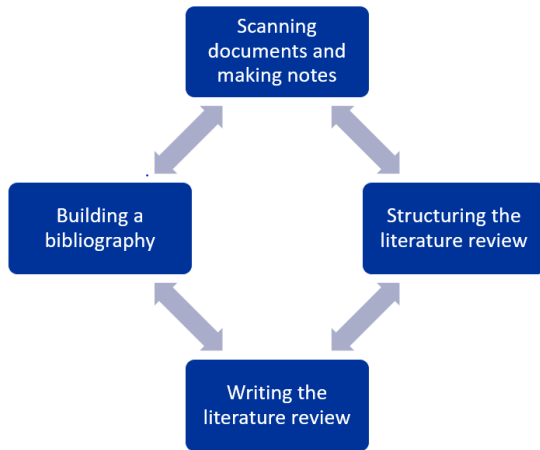 Scanning
documents and
making notes
Building a
bibliography
Structuring the
literature review
Writing the
literature review